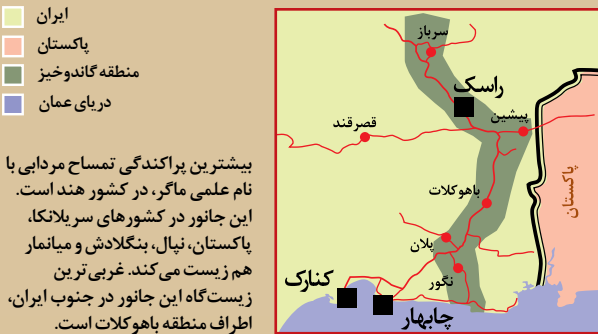 ایران
پاکستان
منطقه گاندوخیز
دریای عمان
بیشترین پراکندگی تمساح مردابی با
نام علمی ماگر، در کشور هند است.
این جانور در کشورهای سریلانکا،
پاکستان، نپال، بنگلادش و میانمار
هم زیست می‌کند. غربی‌ترین
زیست‌گاه این جانور در جنوب ایران،
اطراف منطقه باهوکلات است.
سرباز
راسک
پیشین
قصرقند
پاکستان
باهوکلات
پلان
نگور
کنارک
چابهار